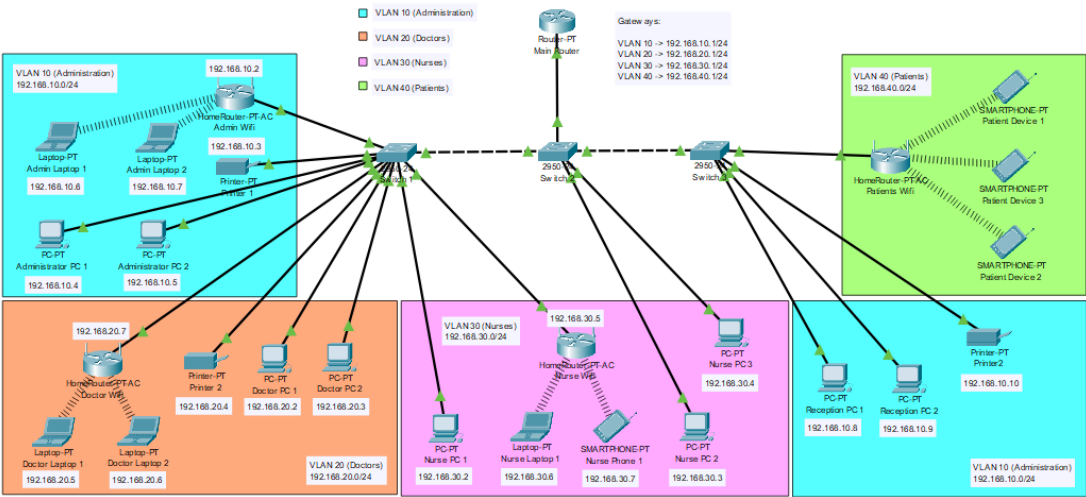 VLAN 10 (Administration)
VLAN 20 (Doctors)
VLAN 30 (Nurses)
VLAN 40 (Patients)
Router-PT
Main Router
Gateways:
VLAN 10 -> 192.168.10.1/24
VLAN 20 -> 192.168.20.1/24
VLAN 30 -> 192.168.30.1/24
VLAN 40 -> 192.168.40.1/24
VLAN 10 (Administration)
192.168.10.0/24
192.168.10.2
HomeRouter-PT-AC
Admin Wifi
Laptop-PT
Admin Laptop 1
192.168.10.6
Laptop-PT
Admin Laptop 2
192.168.10.7
192.168.10.3
Printer-PT
Printer 1
PC-PT
Administrator PC 1
192.168.10.4
PC-PT
Administrator PC 2
192.168.10.5
Switch 1
2950
Switch
2950
Switch
VLAN 40 (Patients)
192.168.40.0/24
HomeRouter-PT-AC
Patients Wifi
SMARTPHONE-PT
Patient Device 1
SMARTPHONE-PT
Patient Device 3
SMARTPHONE-PT
Patient Device 2
192.168.20.7
HomeRouter-PT-AC
Doctor Wifi
Printer-PT
Printer 2
192.168.20.4
PC-PT
Doctor PC 1
192.168.20.2
PC-PT
Doctor PC 2
192.168.20.3
Laptop-PT
Doctor Laptop 1
192.168.20.5
Laptop-PT
Doctor Laptop 2
192.168.20.6
VLAN 20 (Doctors)
192.168.20.0/24
VLAN 30 (Nurses)
192.168.30.0/24
192.168.30.5
HomeRouter-PT-AC
Nurse Wifi
PC-PT
Nurse PC3
192.168.30.4
PC-PT
Nurse PC 1
192.168.30.2
Laptop-PT
Nurse Laptop 1
192.168.30.6
SMARTPHONE-PT
Nurse Phone 1
192.168.30.7
PC-PT
Nurse PC 2
192.168.30.3
Printer-PT
Printer2
192.168.10.10
PC-PT
Reception PC 1
192.168.10.8
PC-PT
Reception PC 2
192.168.10.9
VLAN 10 (Administration)
192.168.10.0/24